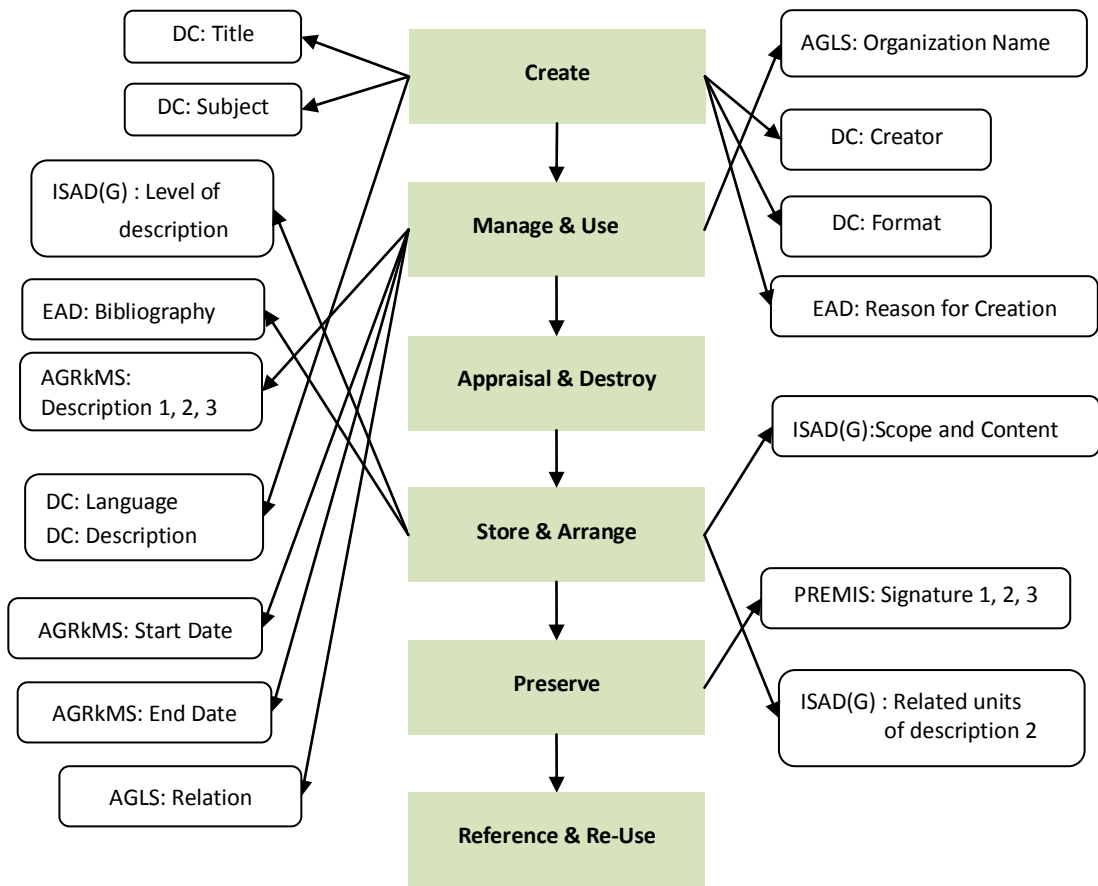 DC: Title
DC: Subject
ISAD(G) : Level of
description
EAD: Bibliography
AGRkMS:
Description 1, 2, 3
DC: Language
DC: Description
AGRkMS: Start Date
AGRkMS: End Date
AGLS: Relation
Create
Manage & Use
Appraisal & Destroy
Store & Arrange
Preserve
Reference & Re-Use
AGLS: Organization Name
DC: Creator
DC: Format
EAD: Reason for Creation
ISAD(G):Scope and Content
PREMIS: Signature 1, 2, 3
ISAD(G) : Related units
of description 2